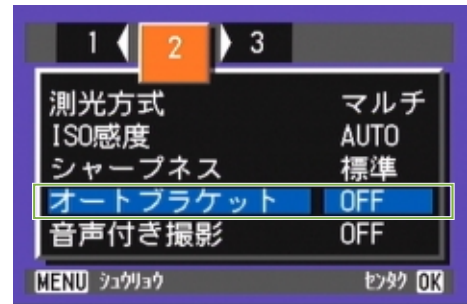 1 2 3
測光方式 マルチ
ISO感度 AUTO
シャープネス 標準
オートブラケット OFF
音声付き撮影 OFF
MENU シュウリョウ センタク OK